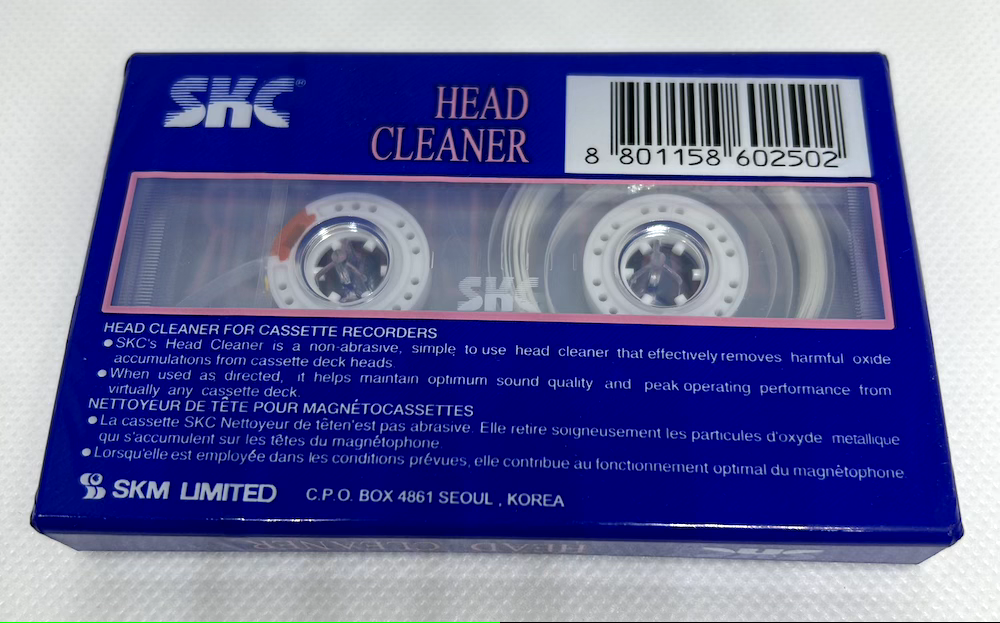 SKC®
HEAD
CLEANER
8 801158 602502
SKC
HEAD CLEANER FOR CASSETTE RECORDERS
●SKC's Head Cleaner is a non-abrasive, simple to use head cleaner that effectively removes harmful oxide
accumulations from cassette deck heads.
●When used as directed, it helps maintain optimum sound quality and peak operating performance from
virtually any cassette deck.
NETTOYEUR DE TÊTE POUR MAGNÉTOCASSETTES
●La cassette SKC Nettoyeur de têten'est pas abrasive. Elle retire soigneusement les particules d'oxyde metallique
qui s'accumulent sur les têtes du magnétophone.
●Lorsqu'elle est employée dans les conditions prévues, elle contribue au fonctionnement optimal du magnétophone.
SKM LIMITED C.P.O. BOX 4861 SEOUL , KOREA
HEAD CLEANER SKC